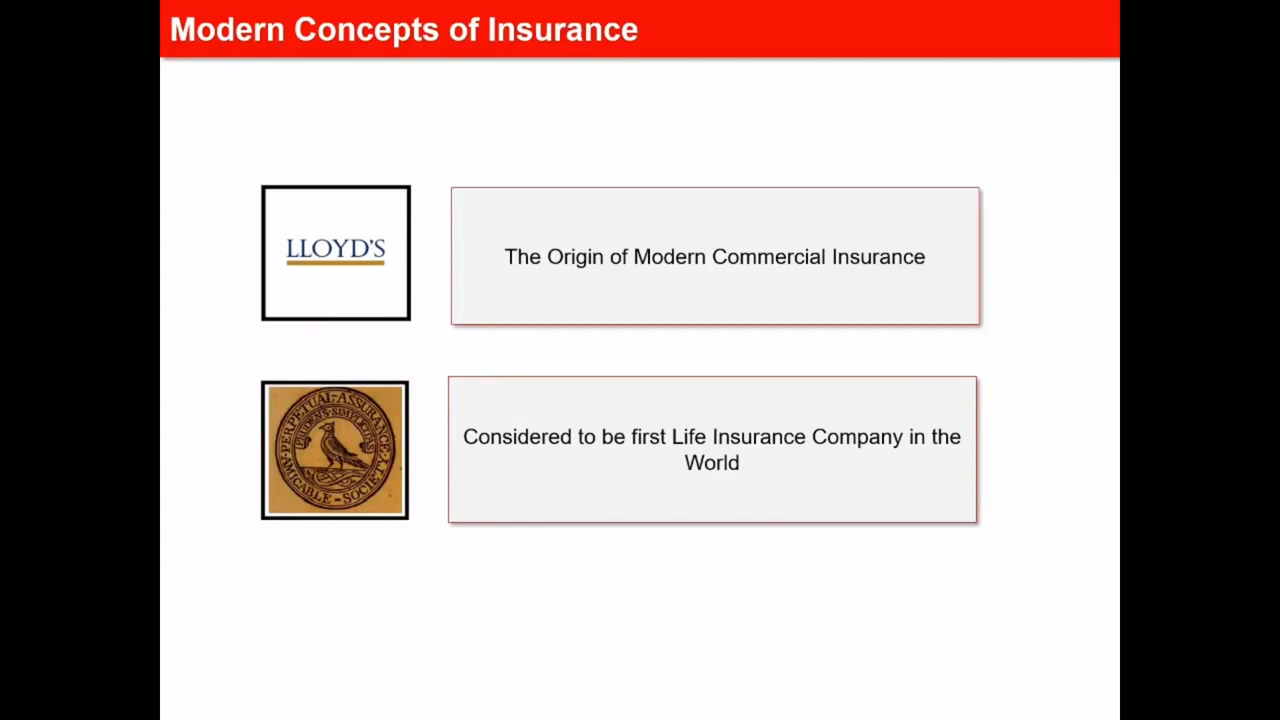 Modern Concepts of Insurance
LLOYD'S
The Origin of Modern Commercial Insurance
PERPETUAL-ASSURANCE
AMICABLE-SOCIETY
Considered to be first Life Insurance Company in the
World